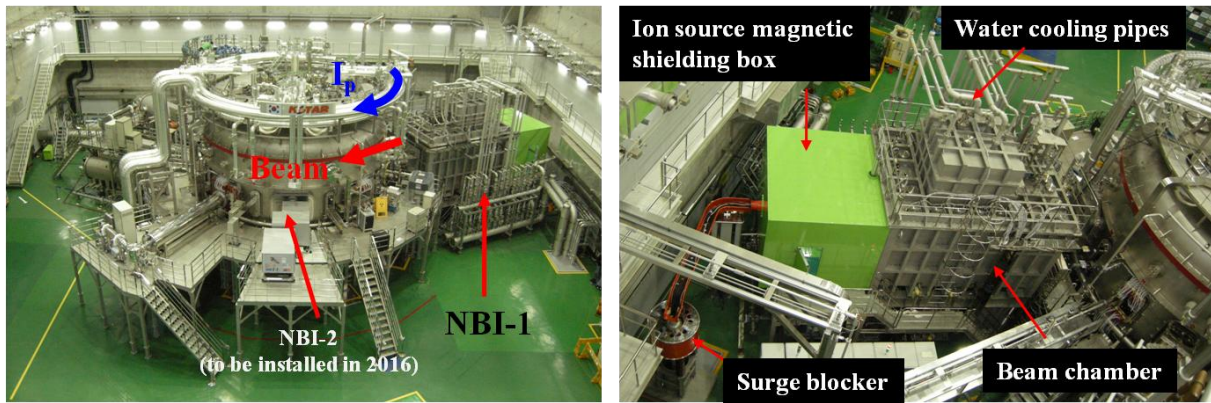 I_p
KSTAR
Beam
NBI-1
NBI-2
(to be installed in 2016)
Ion source magnetic
shielding box
Water cooling pipes
Surge blocker
Beam chamber